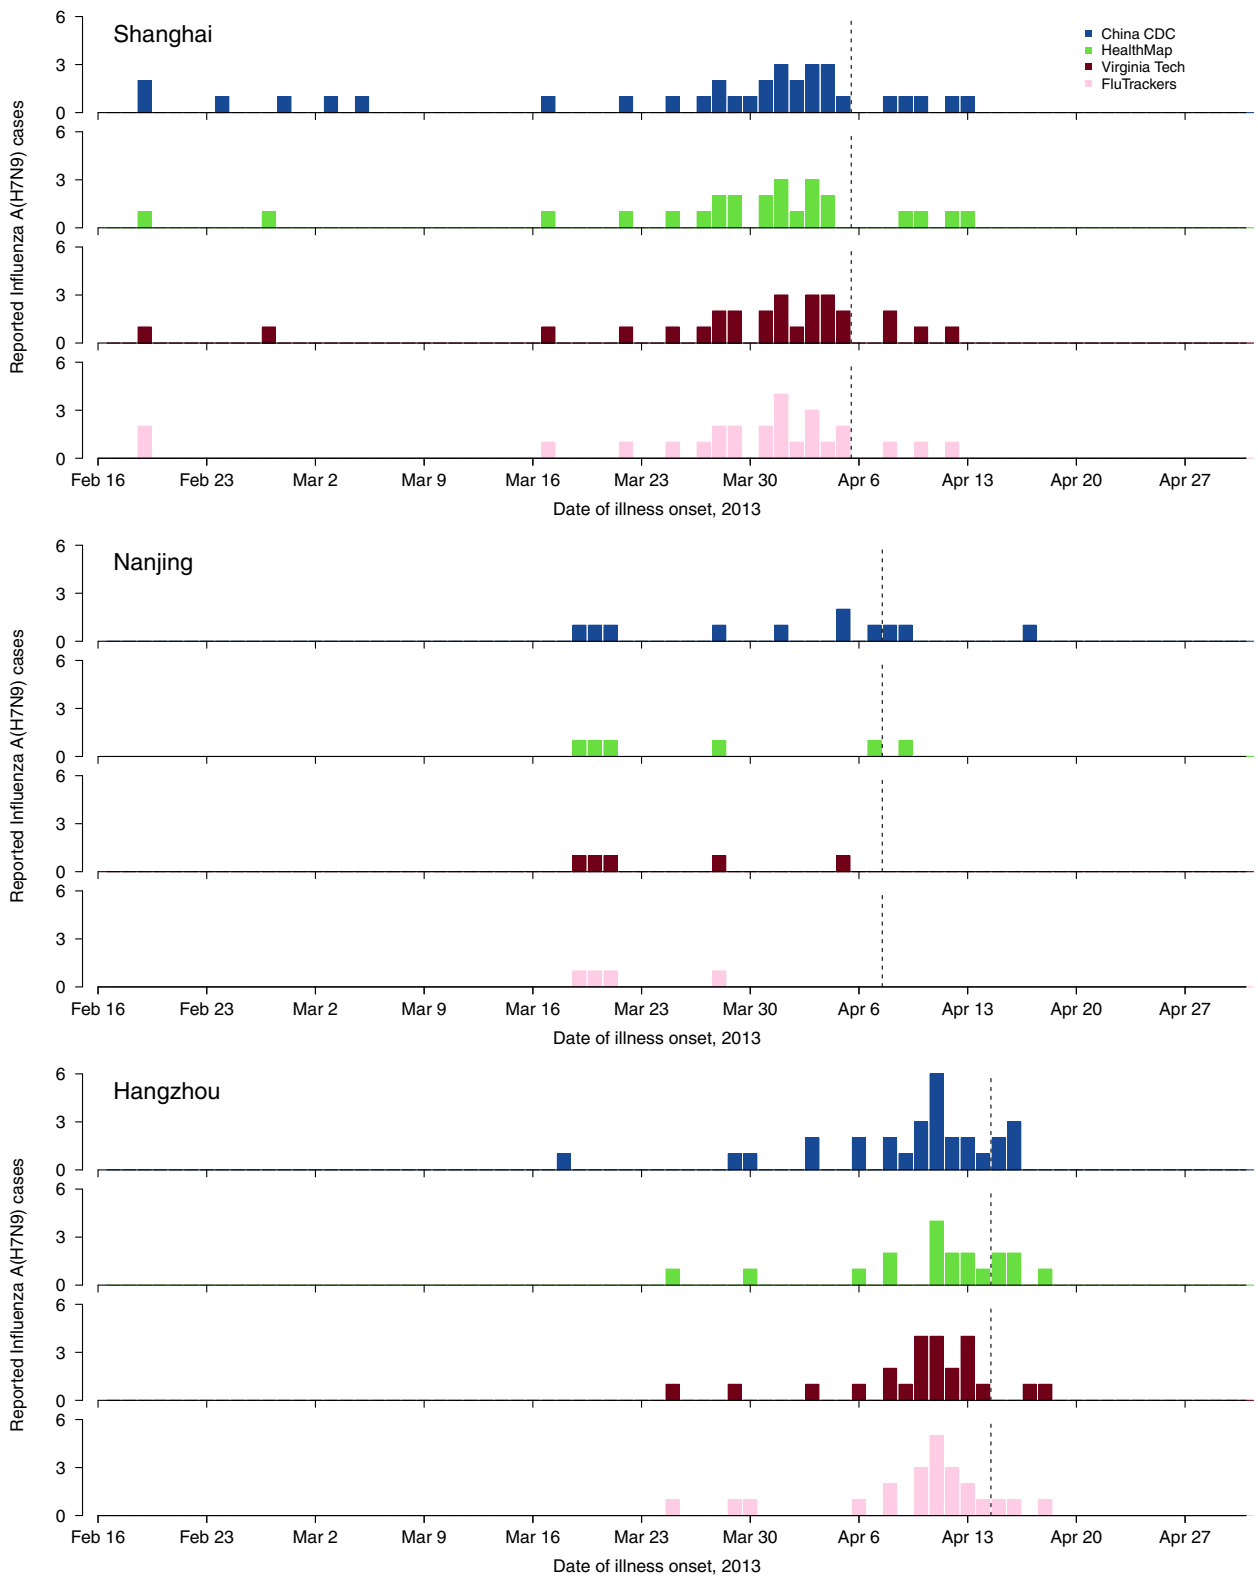 Shanghai
China CDC
HealthMap
Virginia Tech
FluTrackers
Reported Influenza A(H7N9) cases
6
3
0
6
3
0
6
3
0
6
3
0
Feb 16 Feb 23 Mar 2 Mar 9 Mar 16 Mar 23 Mar 30 Apr 6 Apr 13 Apr 20 Apr 27
Date of illness onset, 2013
Nanjing
Reported Influenza A(H7N9) cases
6
3
0
6
3
0
6
3
0
6
3
0
Feb 16 Feb 23 Mar 2 Mar 9 Mar 16 Mar 23 Mar 30 Apr 6 Apr 13 Apr 20 Apr 27
Date of illness onset, 2013
Hangzhou
Reported Influenza A(H7N9) cases
6
3
0
6
3
0
6
3
0
6
3
0
Feb 16 Feb 23 Mar 2 Mar 9 Mar 16 Mar 23 Mar 30 Apr 6 Apr 13 Apr 20 Apr 27
Date of illness onset, 2013